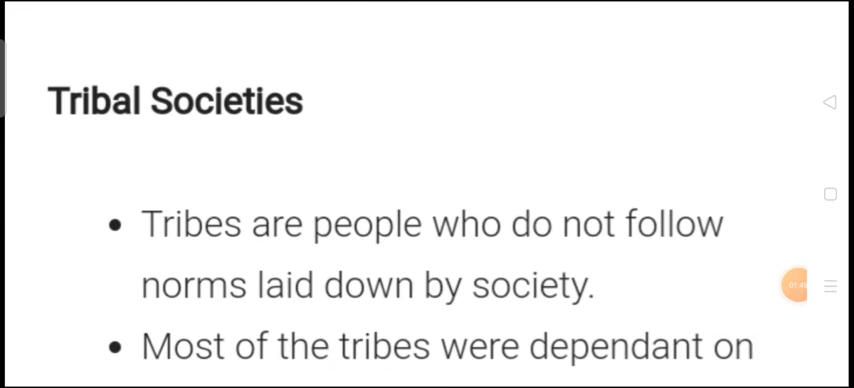 Tribal Societies
• Tribes are people who do not follow
norms laid down by society.
• Most of the tribes were dependant on